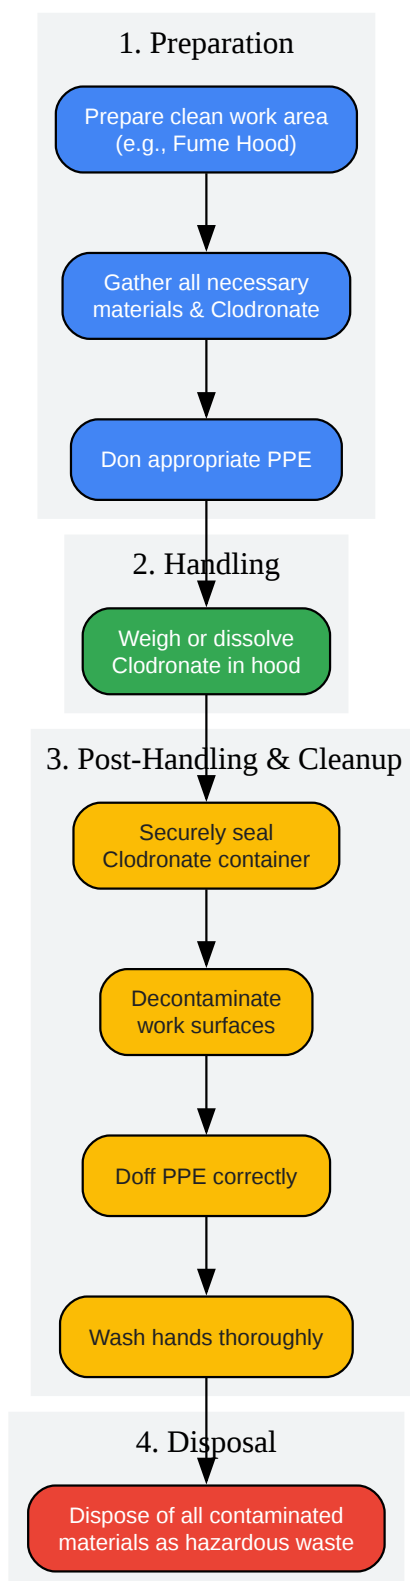 1. Preparation
Prepare clean work area
(e.g., Fume Hood)
Gather all necessary
materials & Clodronate
Don appropriate PPE
2. Handling
Weigh or dissolve
Clodronate in hood
3. Post-Handling & Cleanup
Securely seal
Clodronate container
Decontaminate
work surfaces
Doff PPE correctly
Wash hands thoroughly
4. Disposal
Dispose of all contaminated
materials as hazardous waste